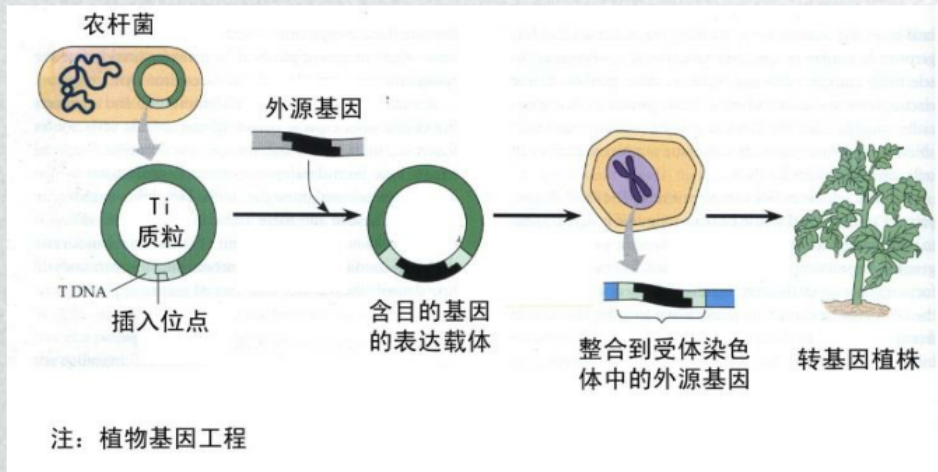 农杆菌
外源基因
Ti
质粒
T DNA
插入位点
含目的基因
的表达载体
整合到受体染色
体中的外源基因
转基因植株
注: 植物基因工程